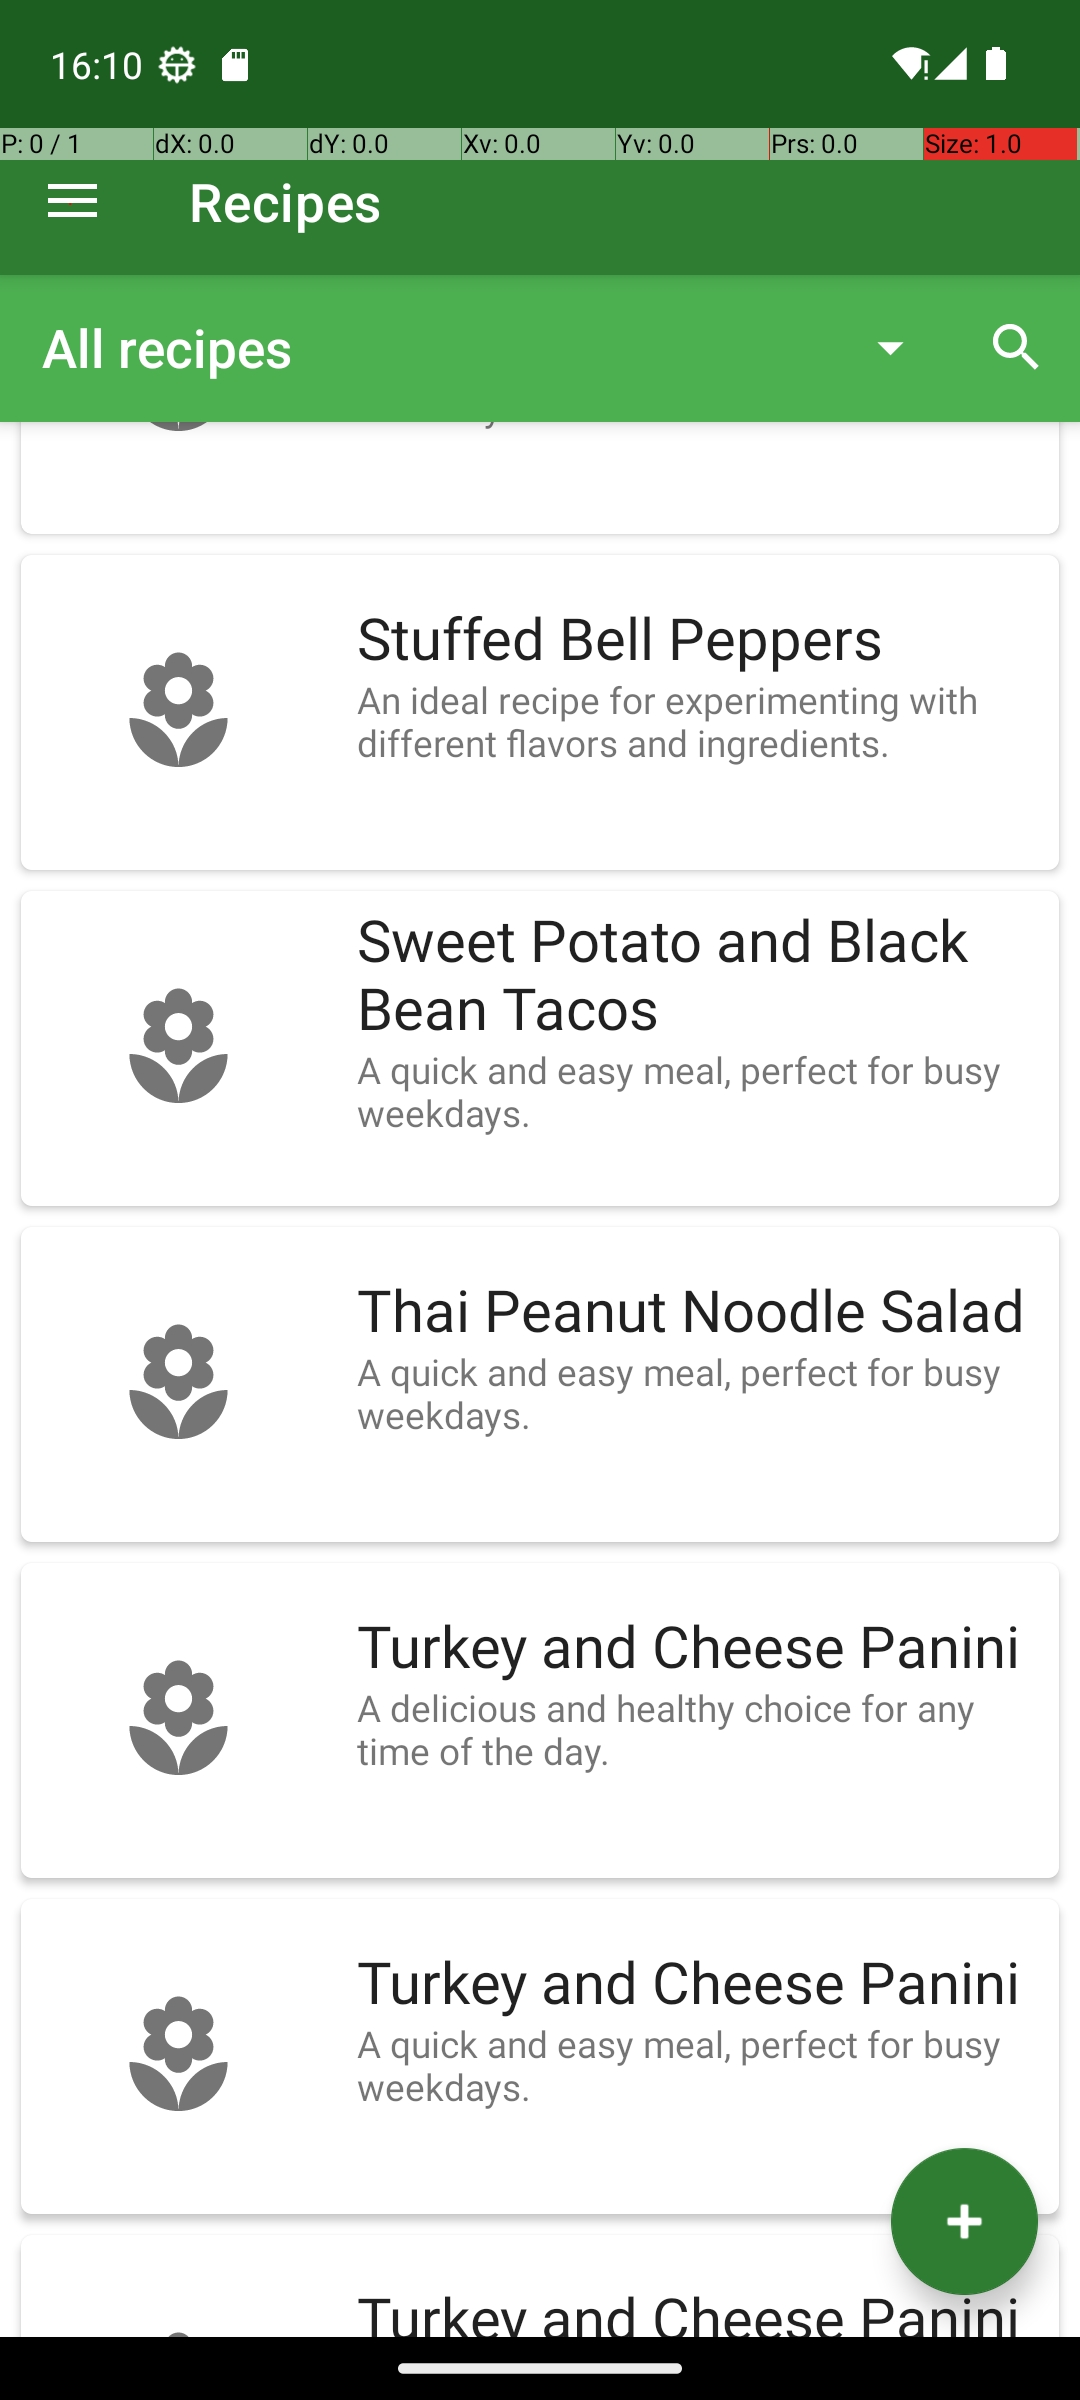 16:10
P: 0 / 1
dX: 0.0
dY: 0.0
Xv: 0.0
Yv: 0.0
Prs: 0.0
Size: 1.0
Recipes
All recipes
Stuffed Bell Peppers
An ideal recipe for experimenting with
different flavors and ingredients.
Sweet Potato and Black
Bean Tacos
A quick and easy meal, perfect for busy
weekdays.
Thai Peanut Noodle Salad
A quick and easy meal, perfect for busy
weekdays.
Turkey and Cheese Panini
A delicious and healthy choice for any
time of the day.
Turkey and Cheese Panini
A quick and easy meal, perfect for busy
weekdays.
Turkey and Cheese Panini